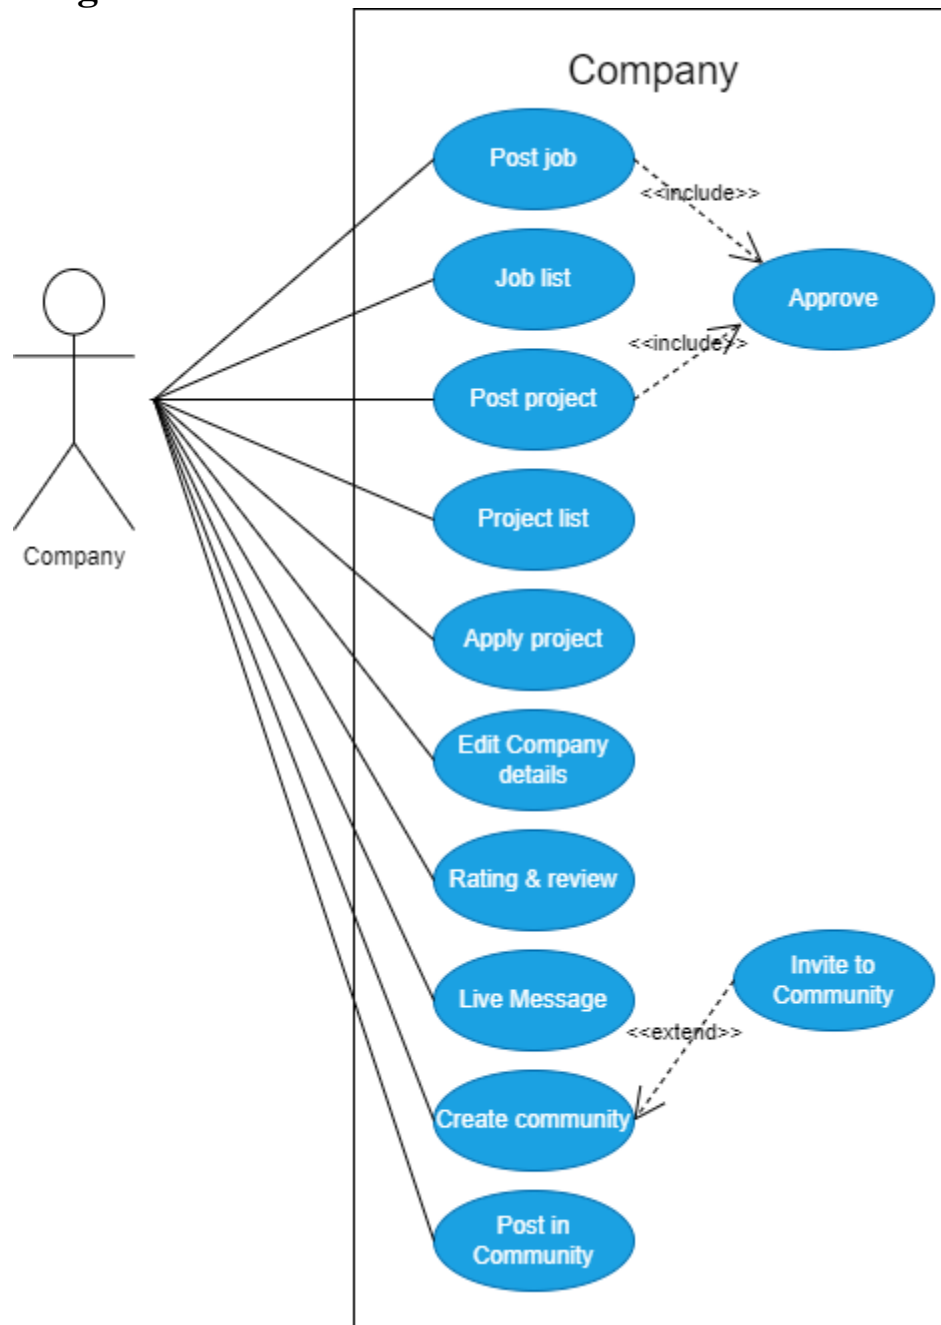 Company
Post job
<<include>>
Job list
Approve
<<include>>
Post project
Project list
Company
Apply project
Edit Company
details
Rating & review
Invite to
Community
Live Message
<<extend>>
Create community
Post in
Community